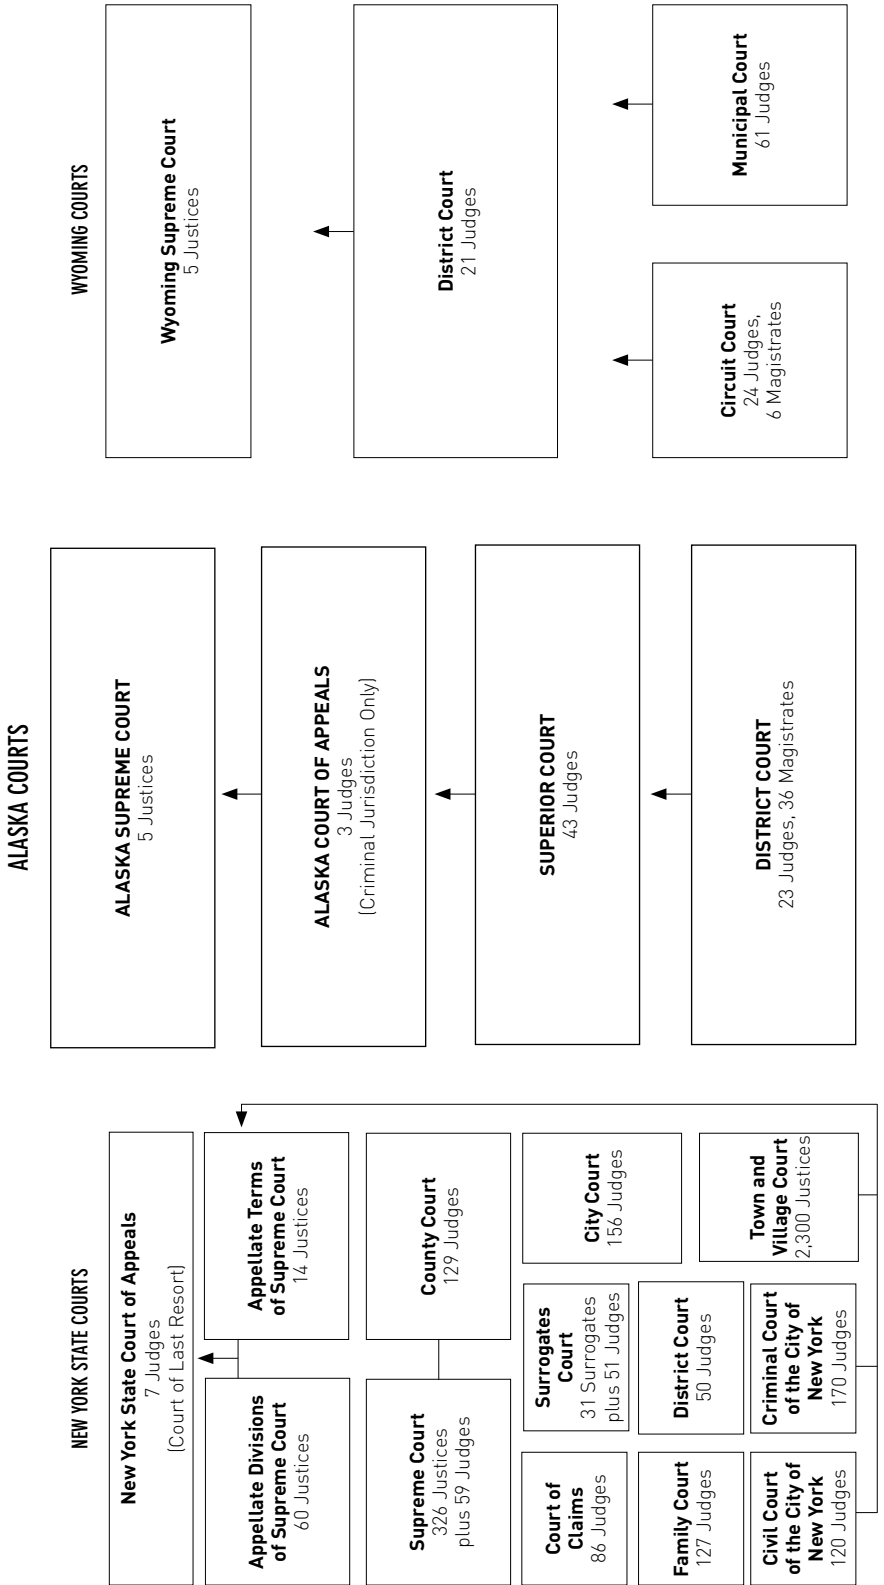 NEW YORK STATE COURTS
New York State Court of Appeals
7 Judges
(Court of Last Resort)
Appellate Divisions
of Supreme Court
60 Justices
Appellate Terms
of Supreme Court
14 Justices
Supreme Court
326 Justices
plus 59 Judges
County Court
129 Judges
Court of
Claims
86 Judges
Surrogates
Court
31 Surrogates
plus 51 Judges
City Court
156 Judges
Family Court
127 Judges
District Court
50 Judges
Civil Court
of the City of
New York
120 Judges
Criminal Court
of the City of
New York
170 Judges
Town and
Village Court
2,300 Justices
ALASKA COURTS
ALASKA SUPREME COURT
5 Justices
ALASKA COURT OF APPEALS
3 Judges
(Criminal Jurisdiction Only)
SUPERIOR COURT
43 Judges
DISTRICT COURT
23 Judges, 36 Magistrates
WYOMING COURTS
Wyoming Supreme Court
5 Justices
District Court
21 Judges
Circuit Court
24 Judges,
6 Magistrates
Municipal Court
61 Judges